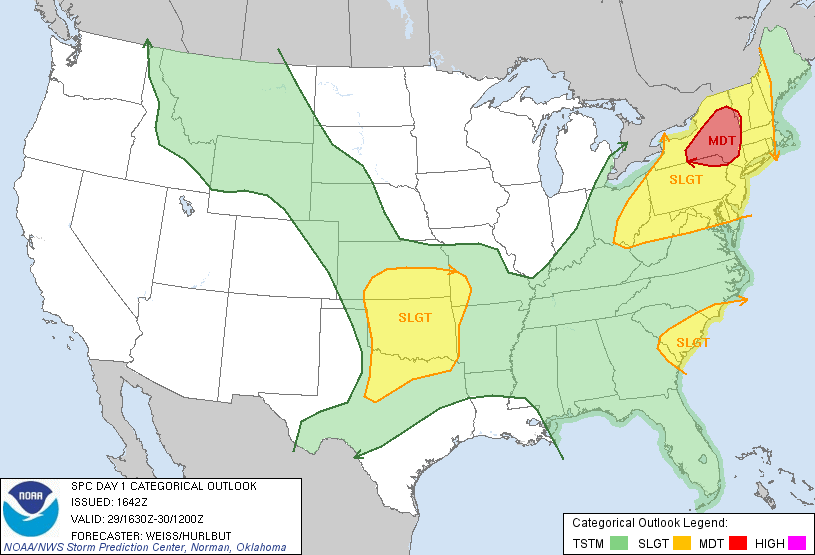 MDT
SLGT
SLGT
SLGT
NOAA
SPC DAY 1 CATEGORICAL OUTLOOK
ISSUED: 1642Z
VALID: 29/1630Z-30/1200Z
FORECASTER: WEISS/HURLBUT
NOAA/NWS Storm Prediction Center, Norman, Oklahoma
Categorical Outlook Legend:
TSTM SLGT MDT HIGH